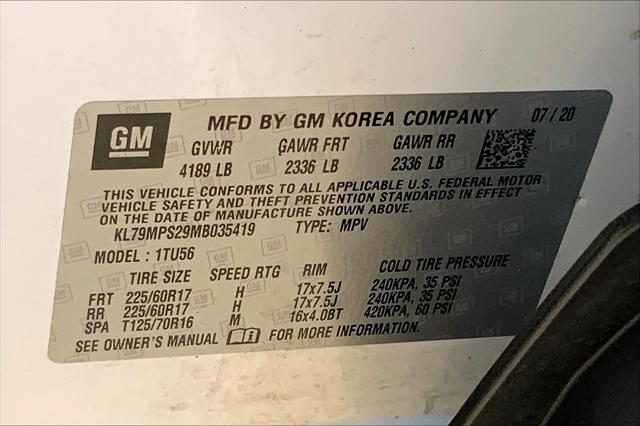 GM MFD BY GM KOREA COMPANY 07/20
GVWR GAWR FRT GAWR RR
4189 LB 2336 LB 2336 LB
THIS VEHICLE CONFORMS TO ALL APPLICABLE U.S. FEDERAL MOTOR
VEHICLE SAFETY AND THEFT PREVENTION STANDARDS IN EFFECT
ON THE DATE OF MANUFACTURE SHOWN ABOVE.
KL79MPS29MB035419 TYPE: MPV
MODEL: 1TU56
TIRE SIZE SPEED RTG RIM COLD TIRE PRESSURE
FRT 225/60R17 H 17x7.5J 240KPA, 35 PSI
RR 225/60R17 H 17x7.5J 240KPA, 35 PSI
SPA T125/70R16 M 16x4.0BT 420KPA, 60 PSI
SEE OWNER'S MANUAL FOR MORE INFORMATION.